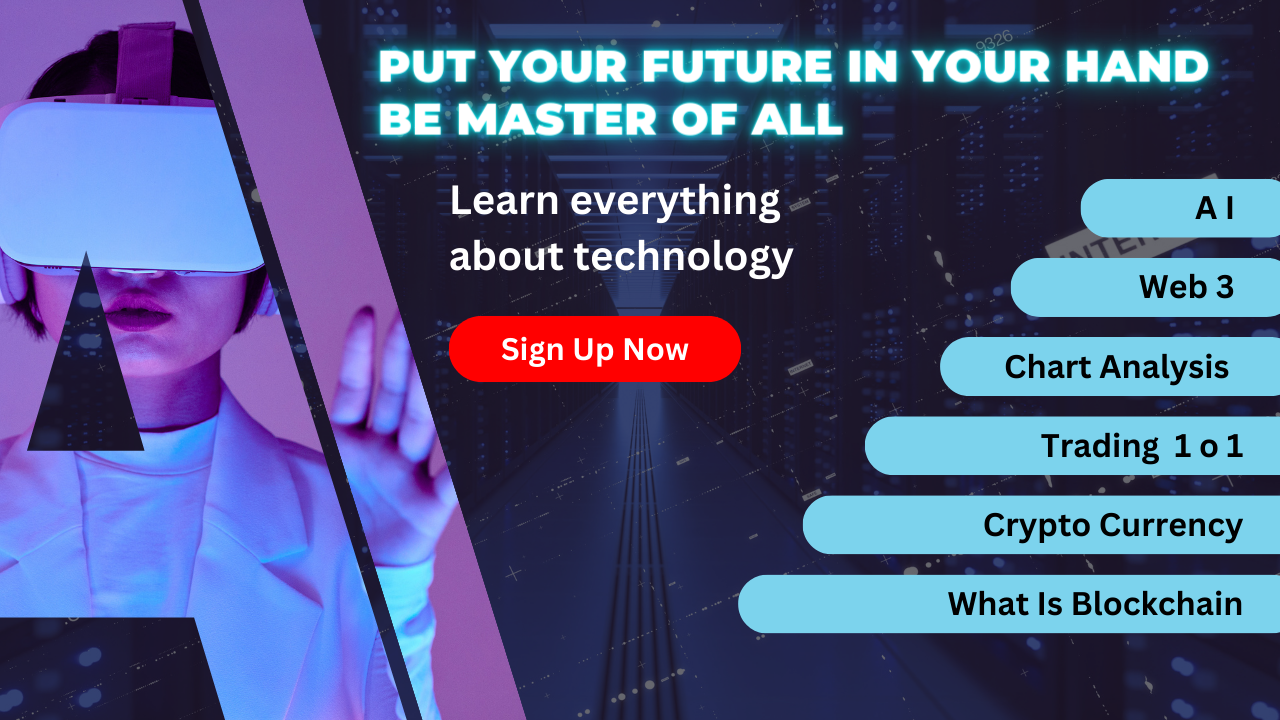 PUT YOUR FUTURE IN YOUR HAND
BE MASTER OF ALL
9326
Learn everything
about technology
Sign Up Now
A I
Web 3
Chart Analysis
Trading 1 o 1
Crypto Currency
What Is Blockchain